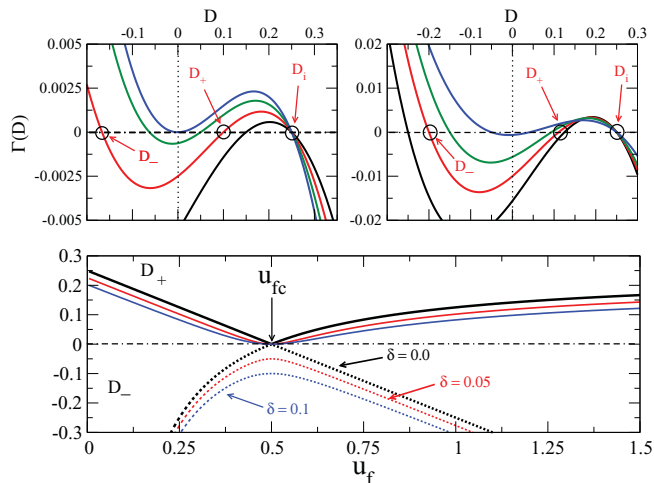 D D
-0.1 0 0.1 0.2 0.3 -0.2 -0.1 0 0.1 0.2 0.3
0.005 0.02
D+ Di D+ Di
0.0025 0.01
Γ(D) 0 0
D_ D_
-0.0025 -0.01
-0.005 -0.02
0.3
D+
0.2
ufc
0.1
0
δ = 0.0
-0.1
D_ δ = 0.05
-0.2
δ = 0.1
-0.3
0 0.25 0.5 0.75 1 1.25 1.5
uf